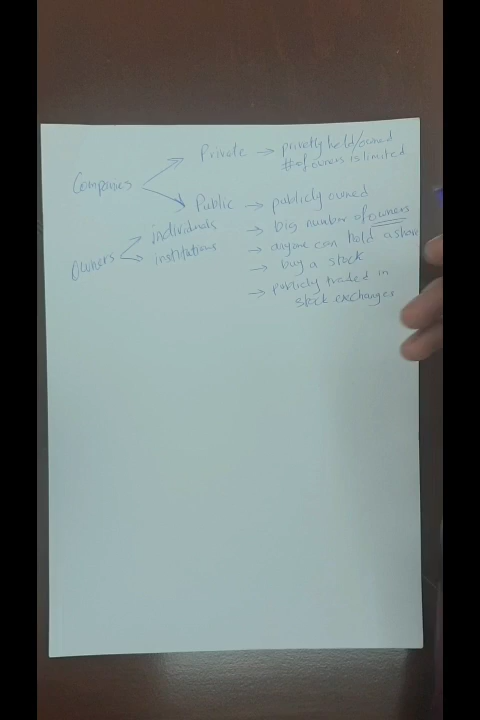 Private → privetly held/owned
# of owners is limited
Companies
Public → publicly owned
→ big number of owners
→ anyone can hold a share
→ buy a stock
→ publicly traded in
stock exchanges
individuals
Owners
institutions